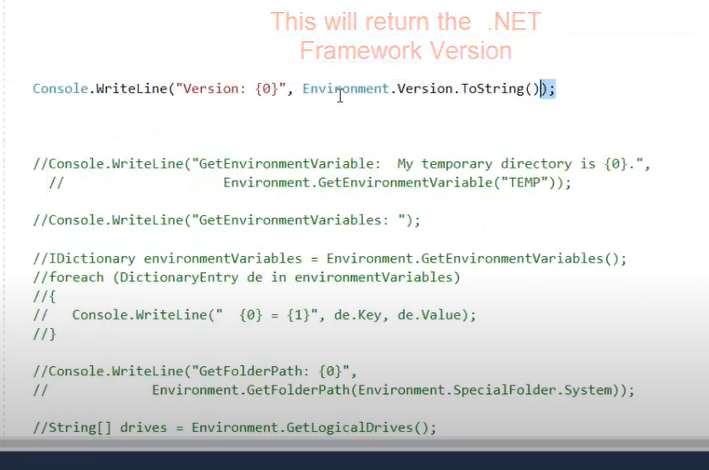 This will return the .NET
Framework Version
Console.WriteLine("Version: {0}", Environment.Version.ToString());
//Console.WriteLine("GetEnvironmentVariable:  My temporary directory is {0}.",
//                    Environment.GetEnvironmentVariable("TEMP"));
//Console.WriteLine("GetEnvironmentVariables: ");
//IDictionary environmentVariables = Environment.GetEnvironmentVariables();
//foreach (DictionaryEntry de in environmentVariables)
//{
//   Console.WriteLine("  {0} = {1}", de.Key, de.Value);
//}
//Console.WriteLine("GetFolderPath: {0}",
//             Environment.GetFolderPath(Environment.SpecialFolder.System));
//String[] drives = Environment.GetLogicalDrives();